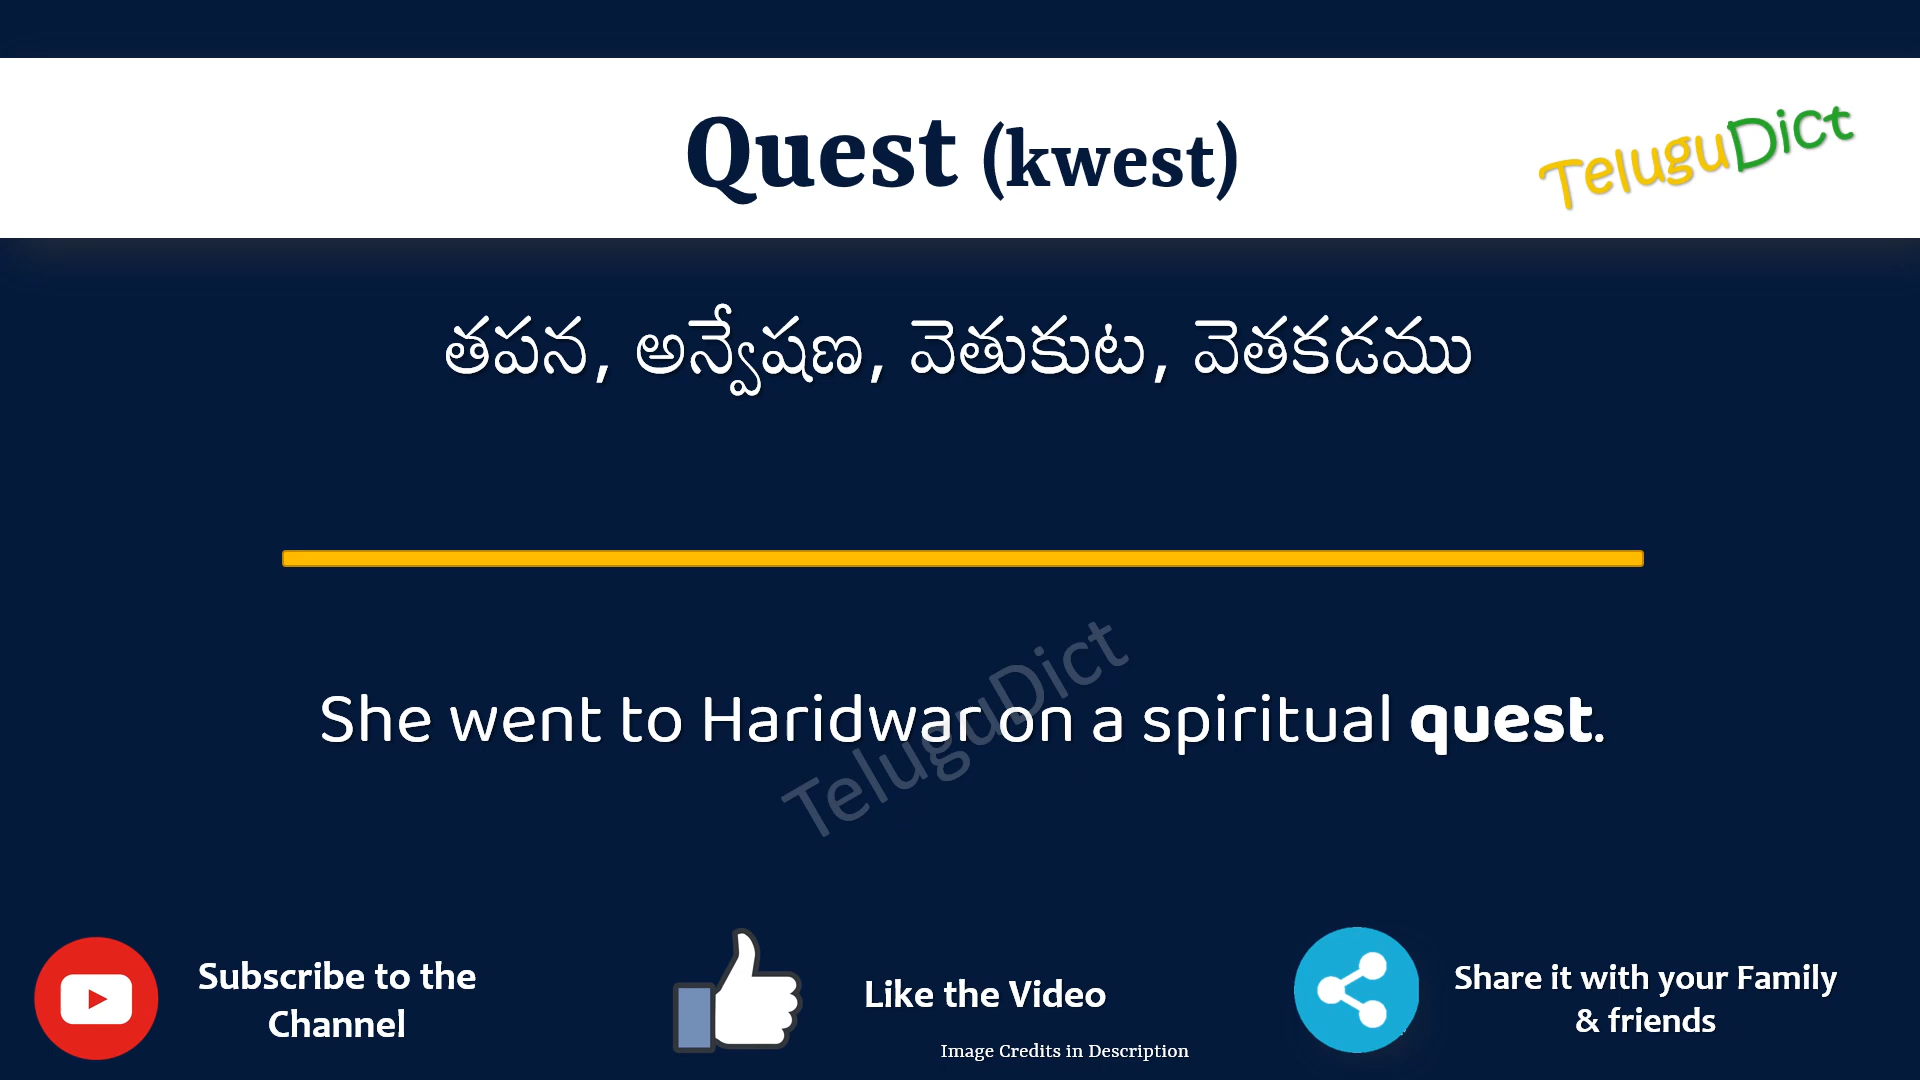 Quest (kwest)
TeluguDict
తపన, అన్వేషణ, వెతుకుట, వెతకడము
She went to Haridwar on a spiritual quest.
TeluguDict
Subscribe to the
Channel
Like the Video
Share it with your Family
& friends
Image Credits in Description